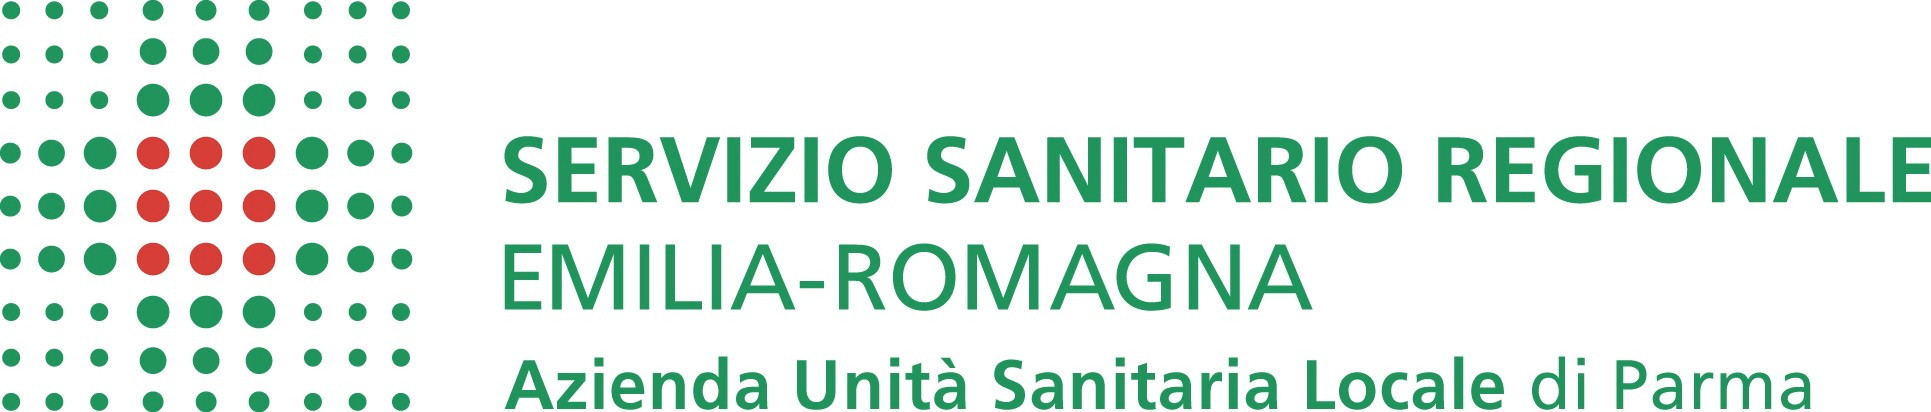 SERVIZIO SANITARIO REGIONALE
EMILIA-ROMAGNA
Azienda Unità Sanitaria Locale di Parma